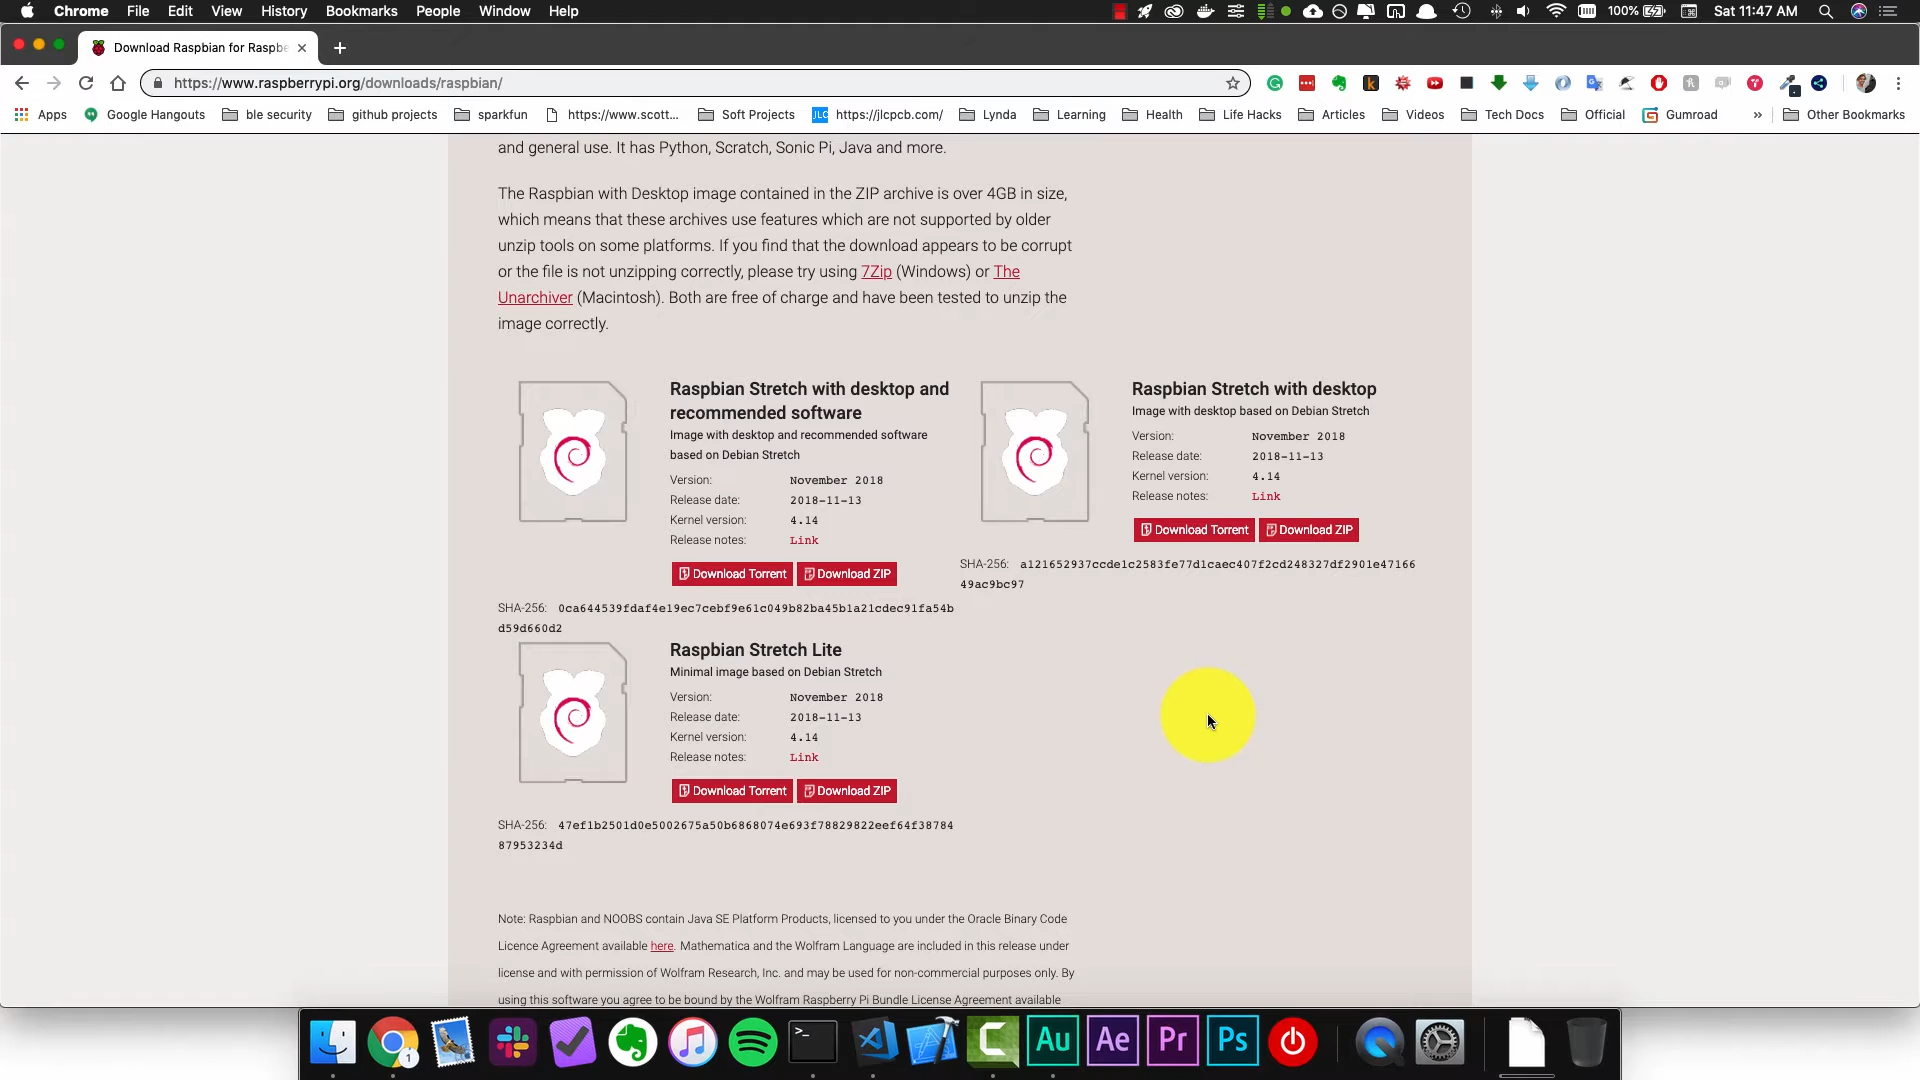 Chrome File Edit View History Bookmarks People Window Help 100% Sat 11:47 AM
Download Raspbian for Raspbe
https://www.raspberrypi.org/downloads/raspbian/
Apps Google Hangouts ble security github projects sparkfun https://www.scott... Soft Projects JLC https://jlcpcb.com/ Lynda Learning Health Life Hacks Articles Videos Tech Docs Official Gumroad » Other Bookmarks
and general use. It has Python, Scratch, Sonic Pi, Java and more.
The Raspbian with Desktop image contained in the ZIP archive is over 4GB in size,
which means that these archives use features which are not supported by older
unzip tools on some platforms. If you find that the download appears to be corrupt
or the file is not unzipping correctly, please try using 7Zip (Windows) or The
Unarchiver (Macintosh). Both are free of charge and have been tested to unzip the
image correctly.
Raspbian Stretch with desktop and
recommended software
Image with desktop and recommended software
based on Debian Stretch
Version: November 2018
Release date: 2018-11-13
Kernel version: 4.14
Release notes: Link
Download Torrent Download ZIP
SHA-256: 0ca644539fdaf4e19ec7cebf9e61c049b82ba45b1a21cdec91fa54b
d59d660d2
Raspbian Stretch with desktop
Image with desktop based on Debian Stretch
Version: November 2018
Release date: 2018-11-13
Kernel version: 4.14
Release notes: Link
Download Torrent Download ZIP
SHA-256: a121652937ccde1c2583fe77d1caec407f2cd248327df2901e47166
49ac9bc97
Raspbian Stretch Lite
Minimal image based on Debian Stretch
Version: November 2018
Release date: 2018-11-13
Kernel version: 4.14
Release notes: Link
Download Torrent Download ZIP
SHA-256: 47ef1b2501d0e5002675a50b6868074e693f78829822eef64f38784
87953234d
Note: Raspbian and NOOBS contain Java SE Platform Products, licensed to you under the Oracle Binary Code
Licence Agreement available here. Mathematica and the Wolfram Language are included in this release under
license and with permission of Wolfram Research, Inc. and may be used for non-commercial purposes only. By
using this software you agree to be bound by the Wolfram Raspberry Pi Bundle License Agreement available
1 >_ C Au Ae Pr Ps